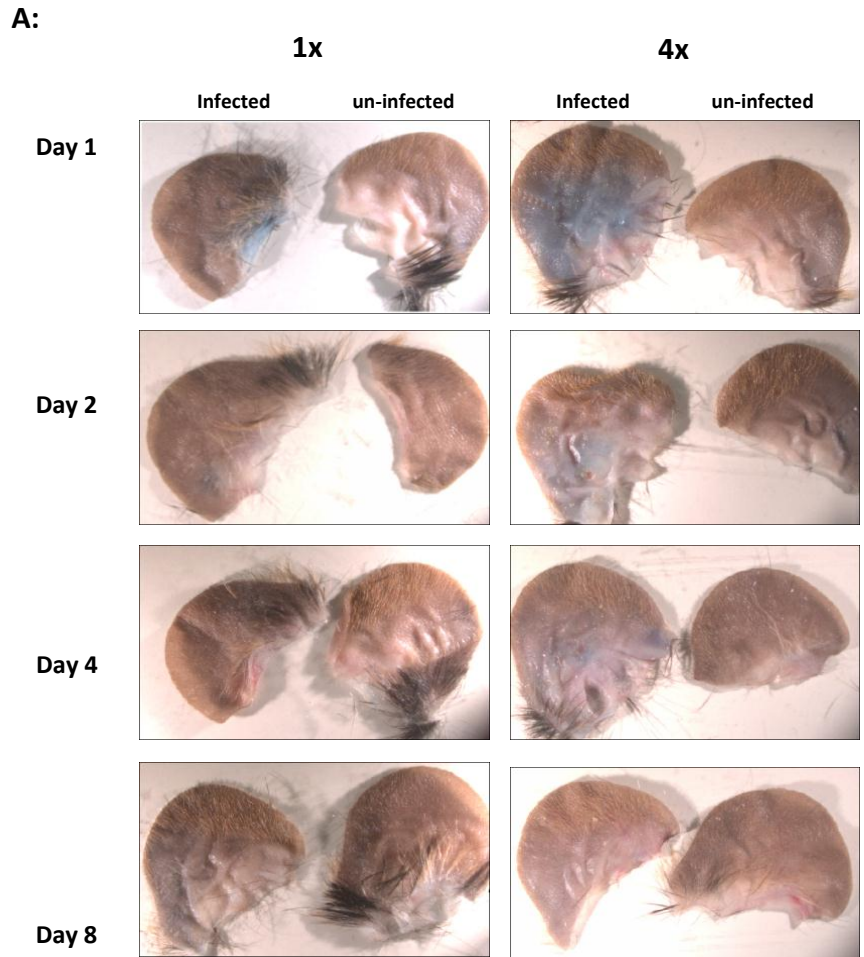 A:
1x 4x
Infected un-infected Infected un-infected
Day 1
Day 2
Day 4
Day 8